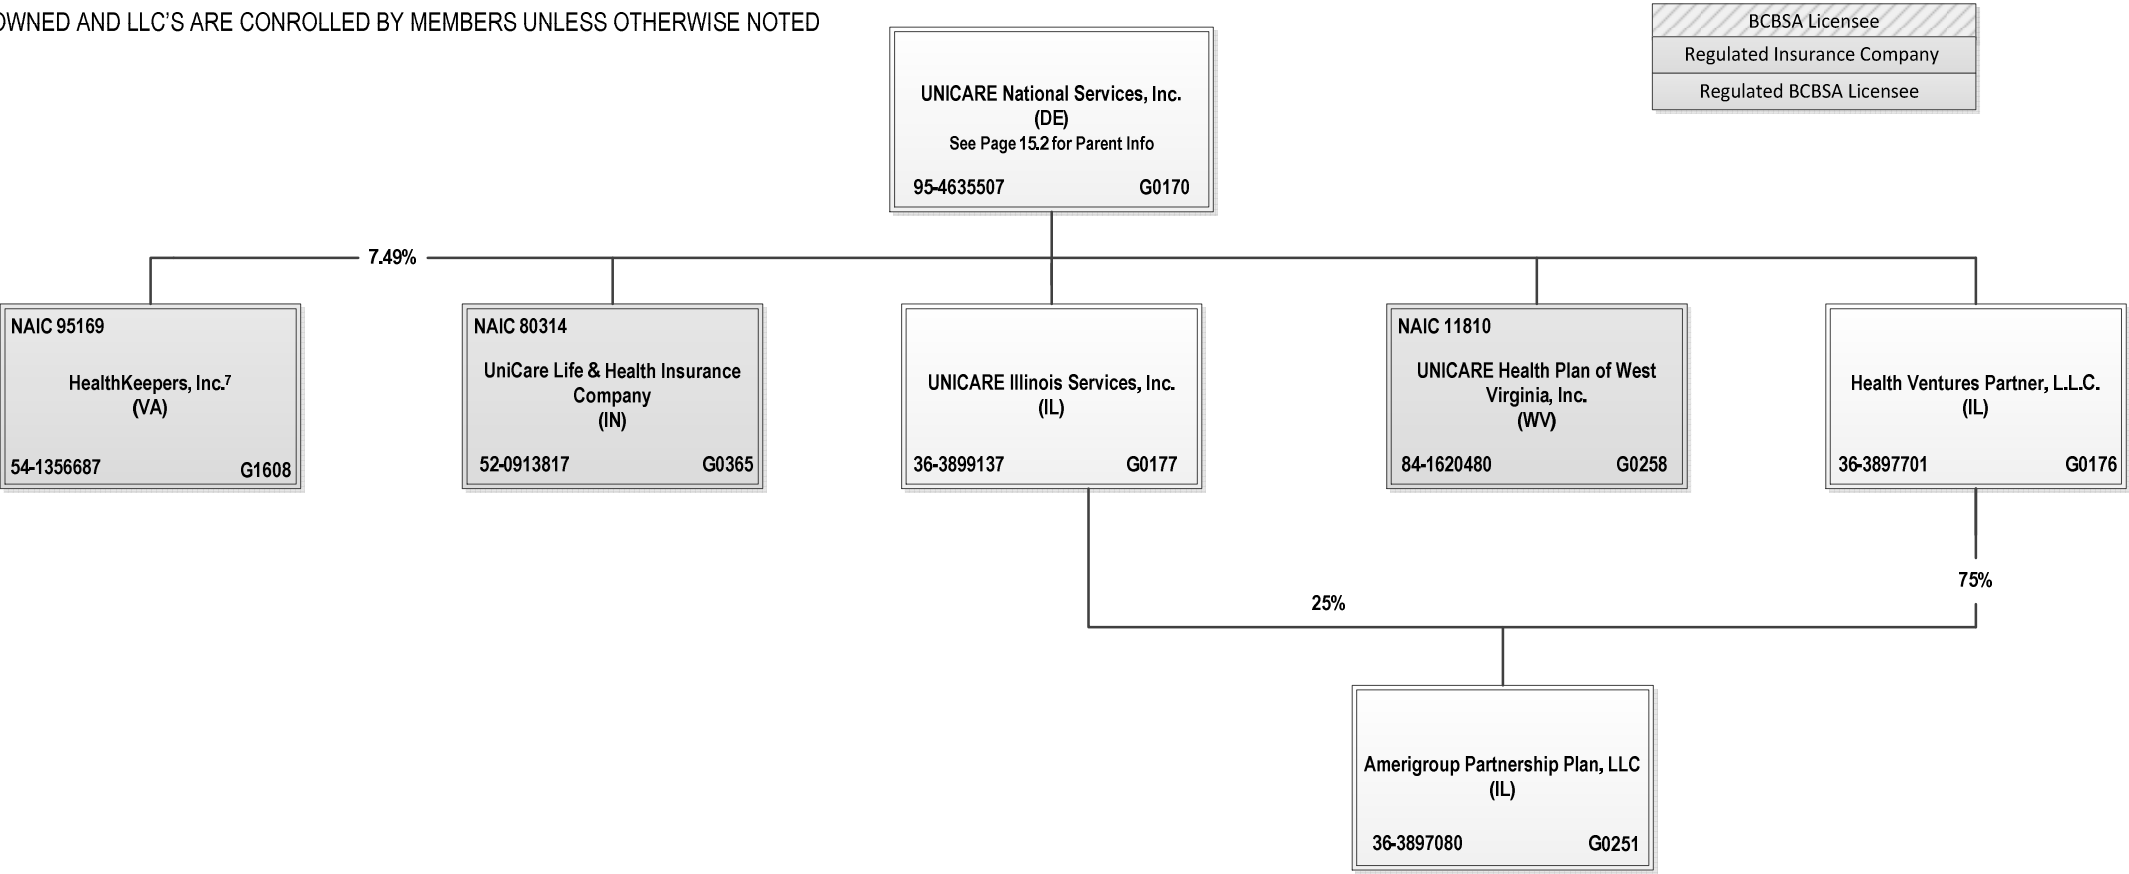 OWNED AND LLC'S ARE CONROLLED BY MEMBERS UNLESS OTHERWISE NOTED
BCBSA Licensee
Regulated Insurance Company
Regulated BCBSA Licensee
UNICARE National Services, Inc.
(DE)
See Page 15.2 for Parent Info
95-4635507 G0170
7.49%
NAIC 95169
HealthKeepers, Inc.⁷
(VA)
54-1356687 G1608
NAIC 80314
UniCare Life & Health Insurance
Company
(IN)
52-0913817 G0365
UNICARE Illinois Services, Inc.
(IL)
36-3899137 G0177
NAIC 11810
UNICARE Health Plan of West
Virginia, Inc.
(WV)
84-1620480 G0258
Health Ventures Partner, L.L.C.
(IL)
36-3897701 G0176
75%
25%
Amerigroup Partnership Plan, LLC
(IL)
36-3897080 G0251